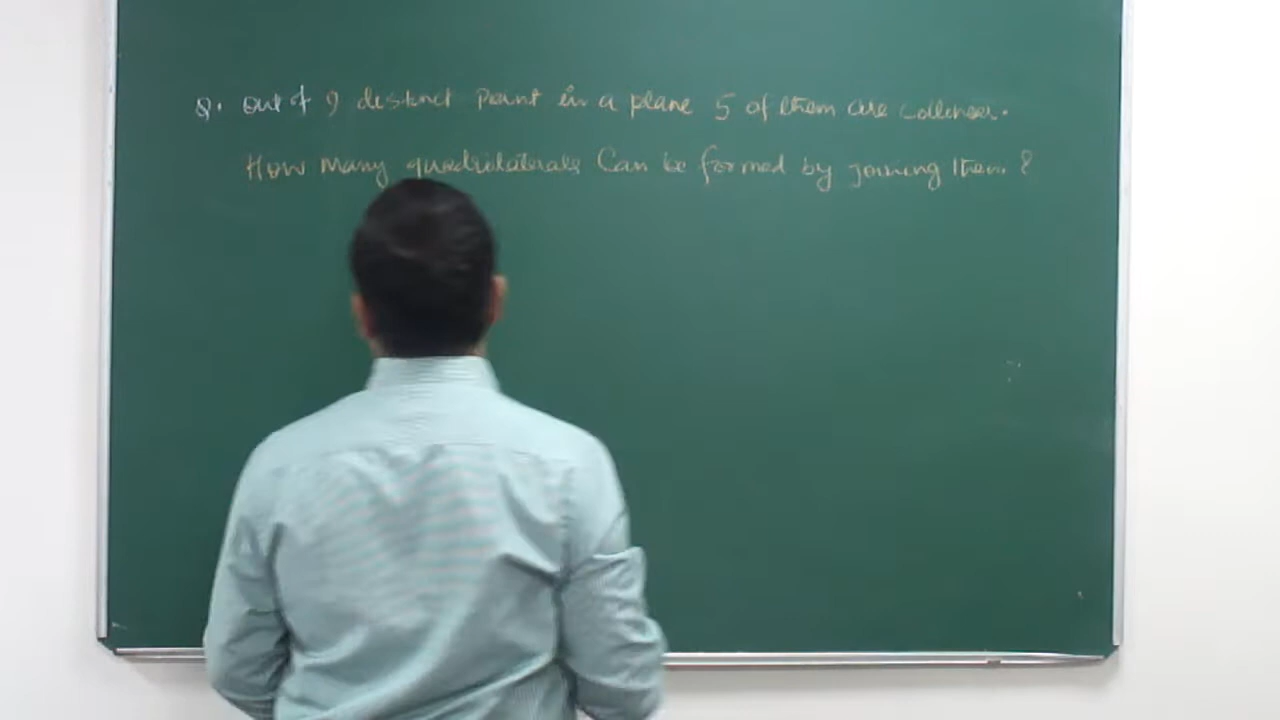 Q. Out of 9 distinct point in a plane 5 of them are collinear.
How Many quadrilaterals Can be formed by joining them ?